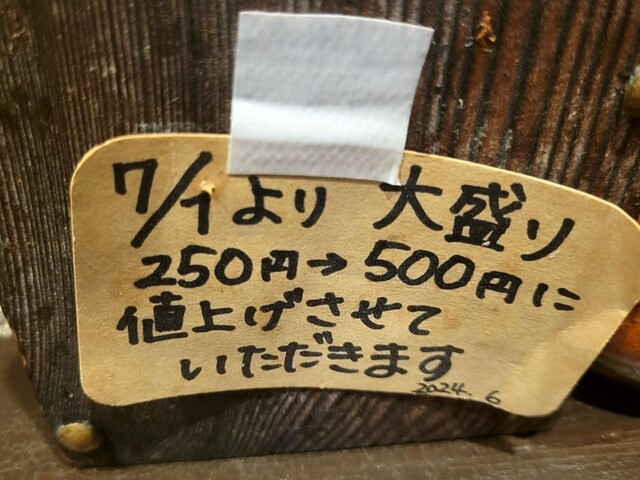 7/1より 大盛り
250円→500円に
値上げさせて
いただきます
2024.6